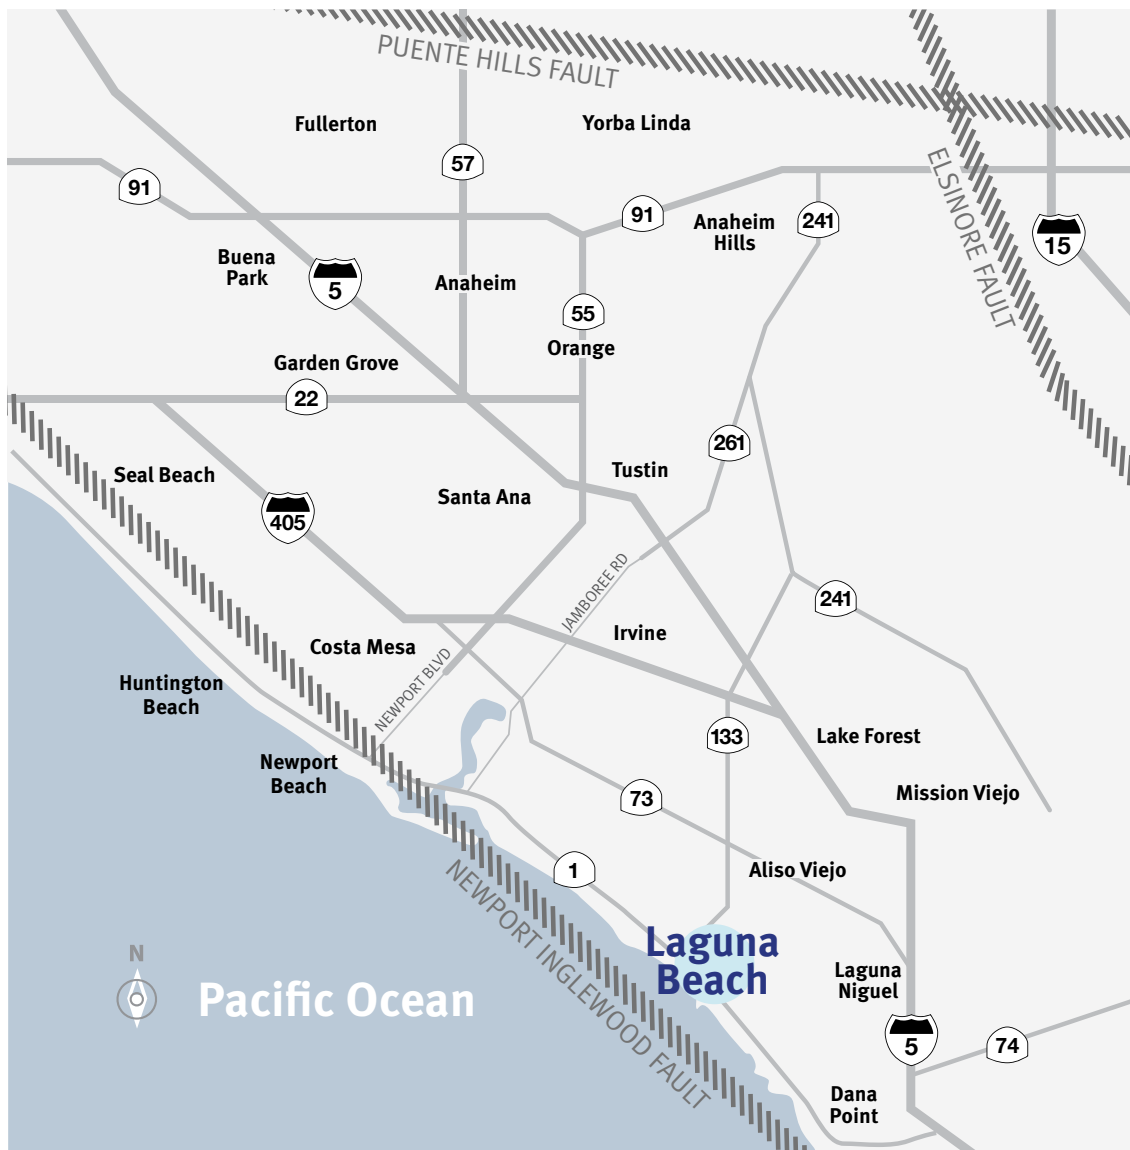 PUENTE HILLS FAULT
Fullerton
Yorba Linda
57
ELSINORE FAULT
91
91
Anaheim
Hills
241
15
Buena
Park
5
Anaheim
55
Orange
Garden Grove
22
261
Tustin
Seal Beach
Santa Ana
405
JAMBOREE RD
241
Irvine
Costa Mesa
NEWPORT BLVD
Huntington
Beach
133
Lake Forest
Newport
Beach
73
Mission Viejo
1
Aliso Viejo
NEWPORT INGLEWOOD FAULT
Laguna
Beach
Laguna
Niguel
N
Pacific Ocean
5
74
Dana
Point